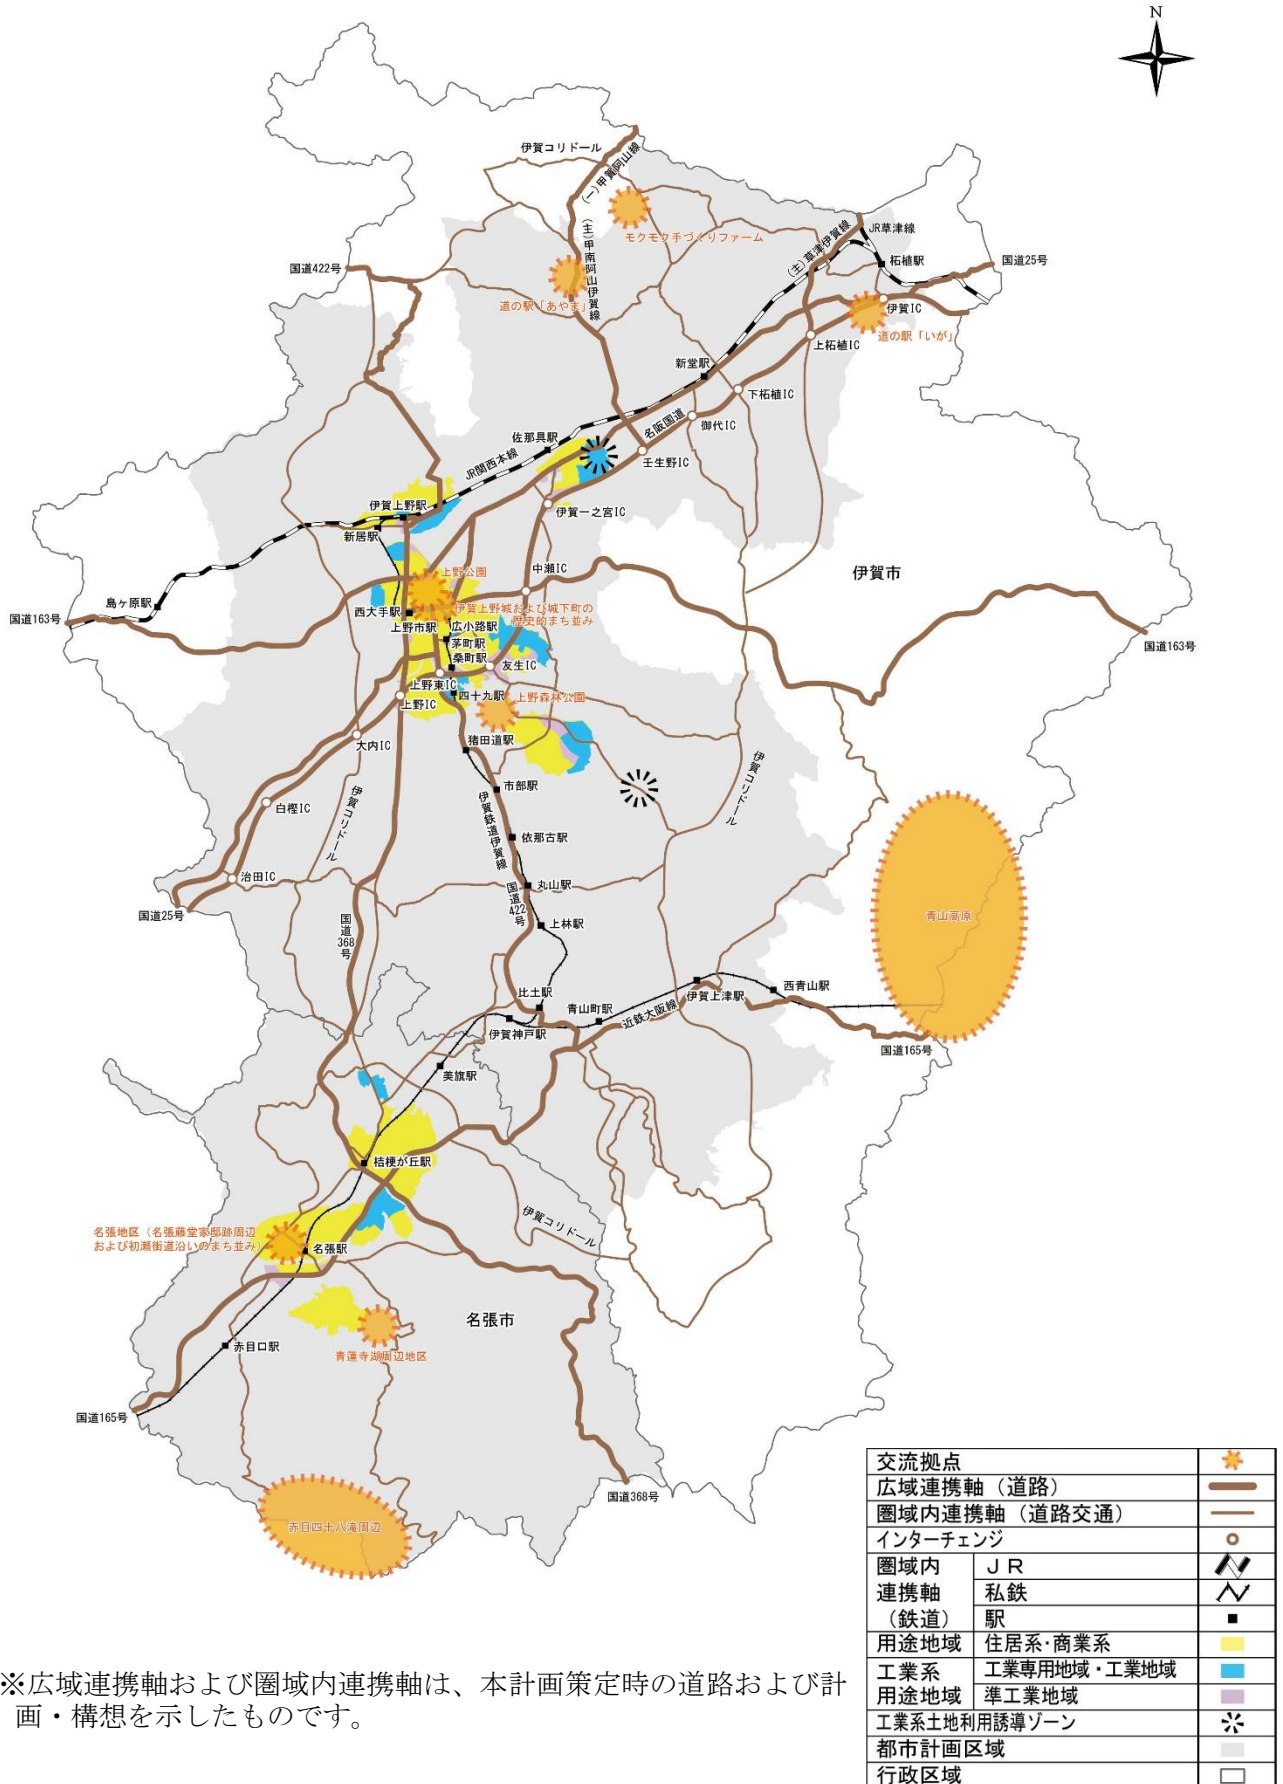 N
伊賀コリドール
(一)甲賀阿山線
モクモク手づくりファーム
(主)甲南阿山伊賀線
(主)草津伊賀線
JR草津線
柘植駅
国道25号
国道422号
道の駅「あやま」
伊賀IC
道の駅「いが」
上柘植IC
新堂駅
下柘植IC
御代IC
名阪国道
佐那具駅
壬生野IC
JR関西本線
伊賀一之宮IC
伊賀上野駅
新居駅
中瀬IC
伊賀市
上野公園
島ヶ原駅
国道163号
西大手駅
伊賀上野城および城下町の
歴史的まち並み
上野市駅
広小路駅
茅町駅
桑町駅
国道163号
友生IC
上野東IC
四十九駅
上野森林公園
上野IC
猪田道駅
大内IC
市部駅
伊賀コリドール
伊賀コリドール
白樫IC
伊賀鉄道伊賀線
依那古駅
治田IC
丸山駅
国道25号
国道422号
国道368号
上林駅
青山高原
比土駅
青山町駅
近鉄大阪線
伊賀上津駅
西青山駅
伊賀神戸駅
国道165号
美旗駅
桔梗が丘駅
伊賀コリドール
名張地区（名張藤堂家邸跡周辺
および初瀬街道沿いのまち並み）
名張駅
名張市
赤目口駅
青蓮寺湖周辺地区
国道165号
国道368号
赤目四十八滝周辺
交流拠点
広域連携軸（道路）
圏域内連携軸（道路交通）
インターチェンジ
圏域内 ＪＲ
連携軸 私鉄
（鉄道） 駅
用途地域 住居系・商業系
工業系 工業専用地域・工業地域
用途地域 準工業地域
工業系土地利用誘導ゾーン
都市計画区域
行政区域
※広域連携軸および圏域内連携軸は、本計画策定時の道路および計
画・構想を示したものです。